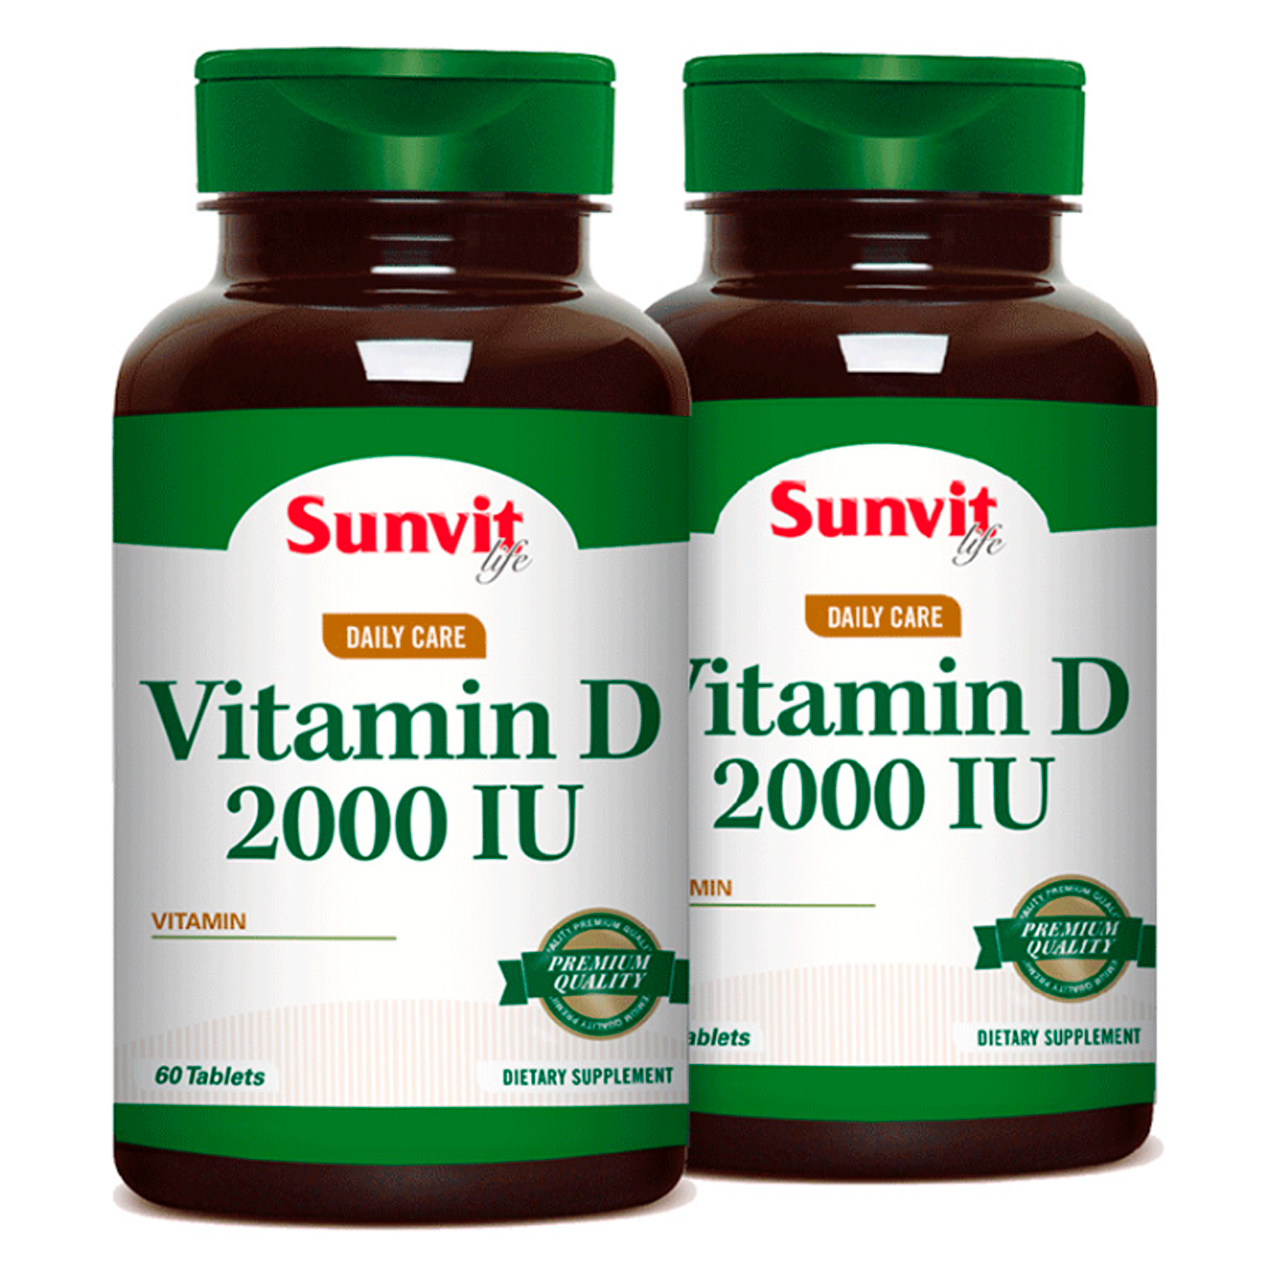 Sunvit
life
DAILY CARE
Vitamin D
2000 IU
VITAMIN
PREMIUM
QUALITY
60 Tablets
DIETARY SUPPLEMENT
Sunvit
life
DAILY CARE
itamin D
2000 IU
MIN
PREMIUM
QUALITY
ablets
DIETARY SUPPLEMENT